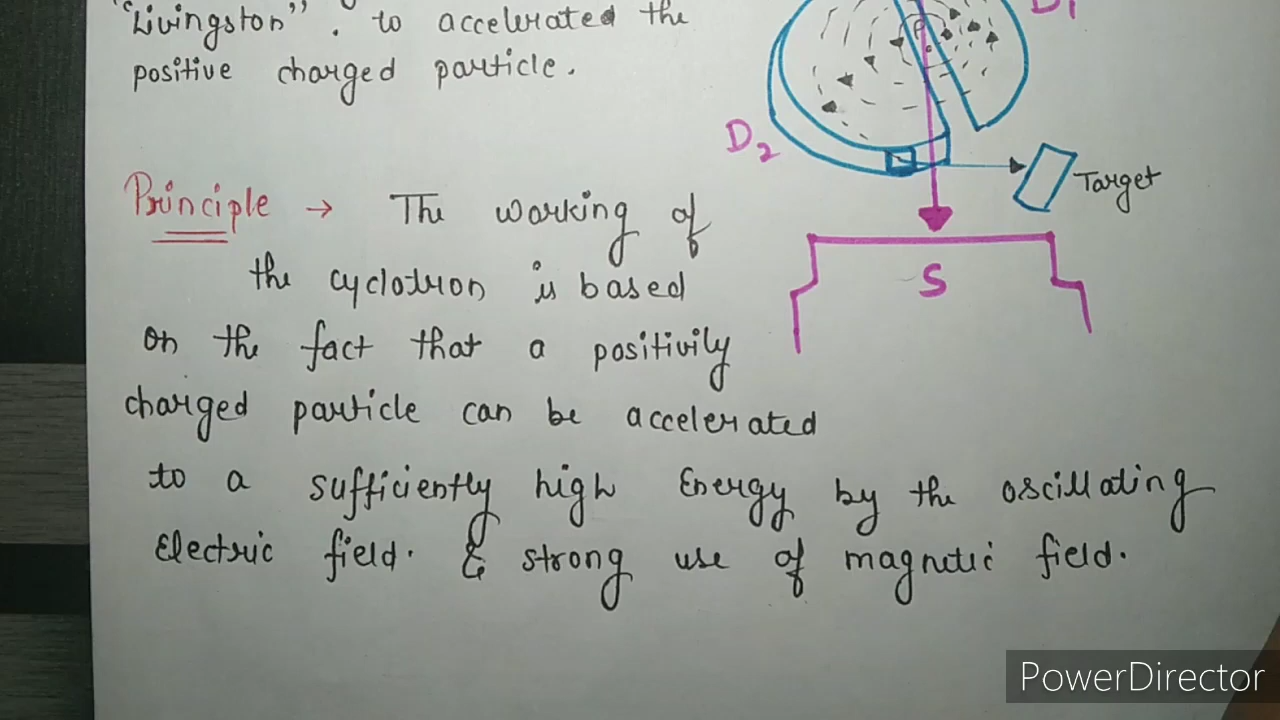 "Livingston". to accelerated the
positive charged particle.
D1
D2
Target
S
Principle → The working of
the cyclotron is based
on the fact that a positivily
charged particle can be accelerated
to a sufficiently high Energy by the oscillating
Electric field. & strong use of magnetic field.
PowerDirector